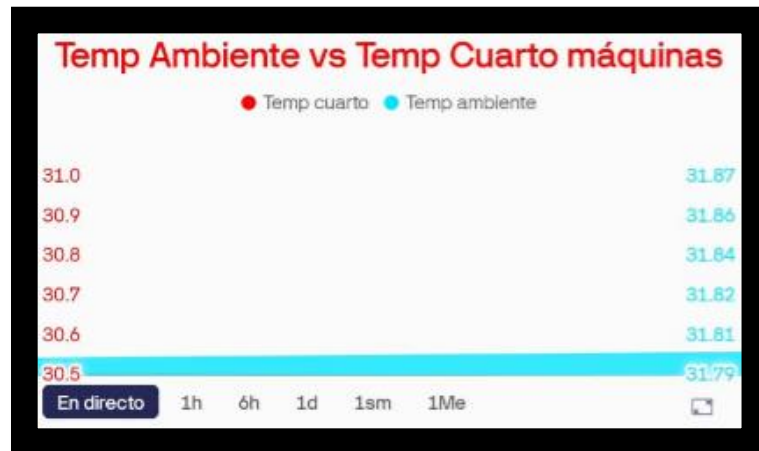 Temp Ambiente vs Temp Cuarto máquinas
Temp cuarto Temp ambiente
31.0 31.87
30.9 31.86
30.8 31.84
30.7 31.82
30.6 31.81
30.5 31.79
En directo 1h 6h 1d 1sm 1Me